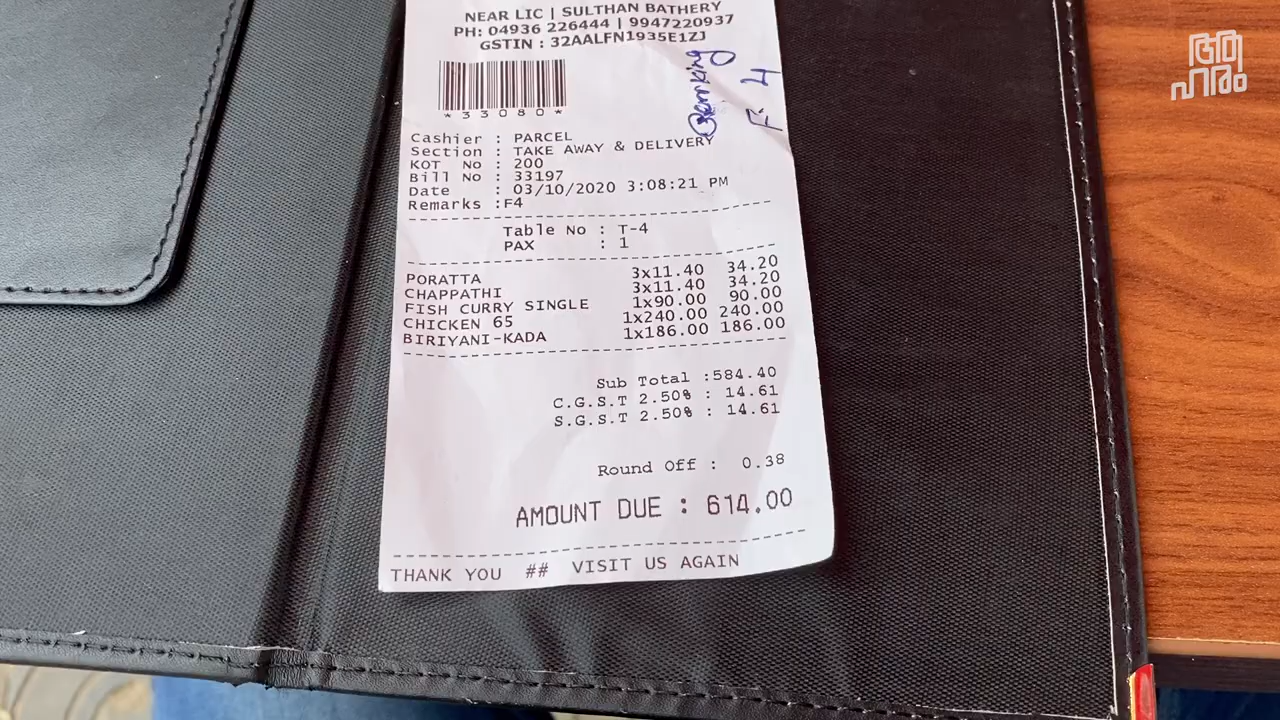 NEAR LIC | SULTHAN BATHERY
PH: 04936 226444 | 9947220937
GSTIN : 32AALFN1935E1ZJ
*33080*
F. 4
Cashier : PARCEL
Section : TAKE AWAY & DELIVERY
KOT No : 200
Bill No : 33197
Date : 03/10/2020 3:08:21 PM
Remarks :F4
Table No : T-4
PAX : 1
PORATTA 3x11.40 34.20
CHAPPATHI 3x11.40 34.20
FISH CURRY SINGLE 1x90.00 90.00
CHICKEN 65 1x240.00 240.00
BIRIYANI-KADA 1x186.00 186.00
Sub Total :584.40
C.G.S.T 2.50% : 14.61
S.G.S.T 2.50% : 14.61
Round Off : 0.38
AMOUNT DUE : 614.00
THANK YOU ## VISIT US AGAIN